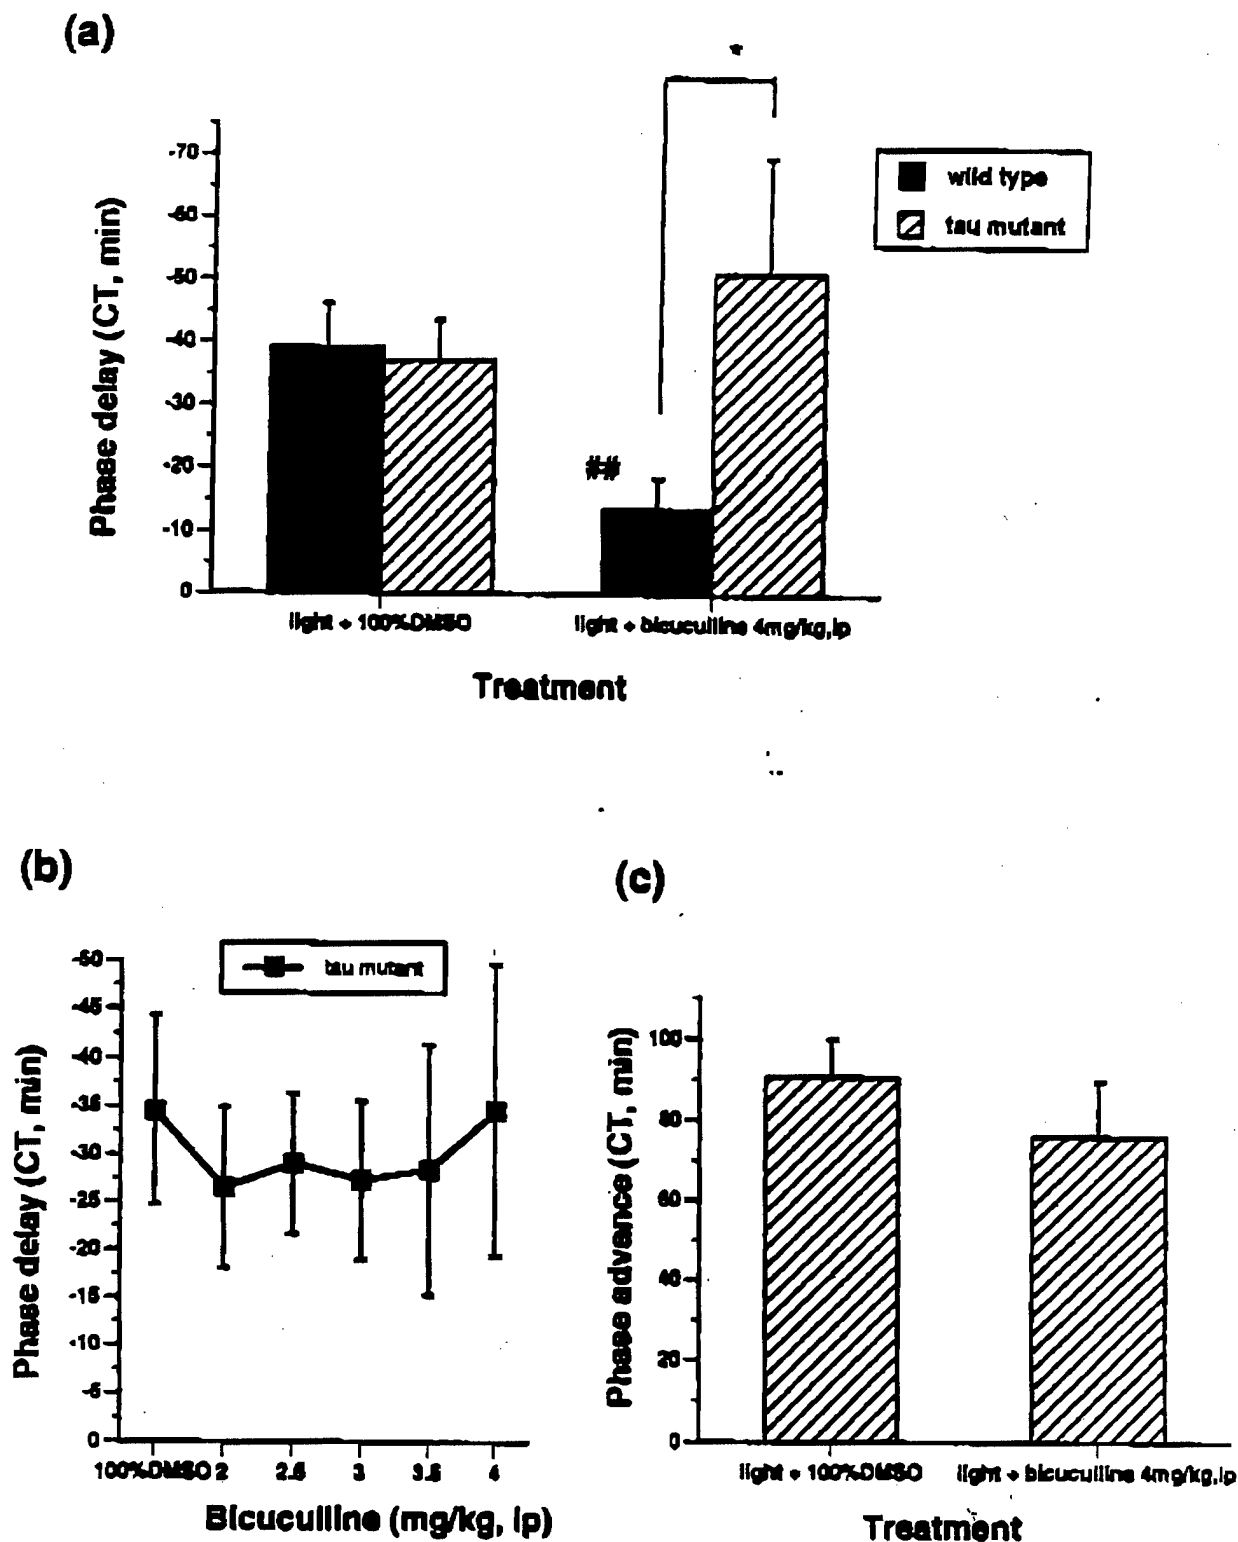 (a)
*
-70
-60
-50
-40
-30
-20
-10
0
Phase delay (CT, min)
wild type
tau mutant
##
light + 100%DMSO
light + bicuculline 4mg/kg,ip
Treatment
(b)
tau mutant
-50
-45
-40
-35
-30
-25
-20
-15
-10
-5
0
Phase delay (CT, min)
100%DMSO 2 2.5 3 3.5 4
Bicuculline (mg/kg, ip)
(c)
100
80
60
40
20
0
Phase advance (CT, min)
light + 100%DMSO
light + bicuculline 4mg/kg,ip
Treatment